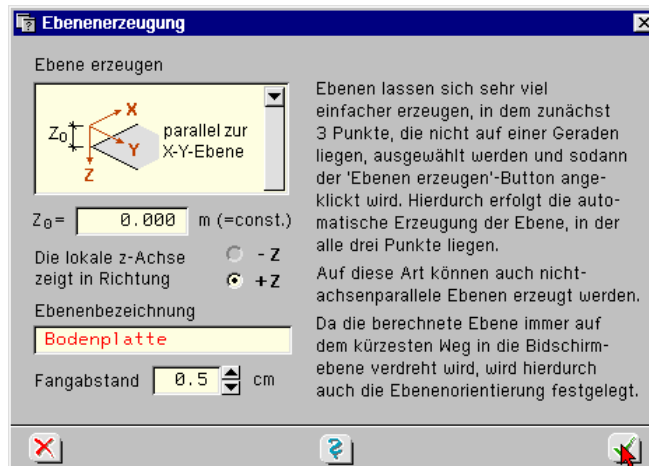 Ebenenerzeugung
Ebene erzeugen
X
Z0
Y
Z
parallel zur
X-Y-Ebene
Z0= 0.000 m (=const.)
Die lokale z-Achse
zeigt in Richtung
- Z
+Z
Ebenenbezeichnung
Bodenplatte
Fangabstand 0.5 cm
Ebenen lassen sich sehr viel
einfacher erzeugen, in dem zunächst
3 Punkte, die nicht auf einer Geraden
liegen, ausgewählt werden und sodann
der 'Ebenen erzeugen'-Button ange-
klickt wird. Hierdurch erfolgt die auto-
matische Erzeugung der Ebene, in der
alle drei Punkte liegen.
Auf diese Art können auch nicht-
achsenparallele Ebenen erzeugt werden.
Da die berechnete Ebene immer auf
dem kürzesten Weg in die Bidschirm-
ebene verdreht wird, wird hierdurch
auch die Ebenenorientierung festgelegt.